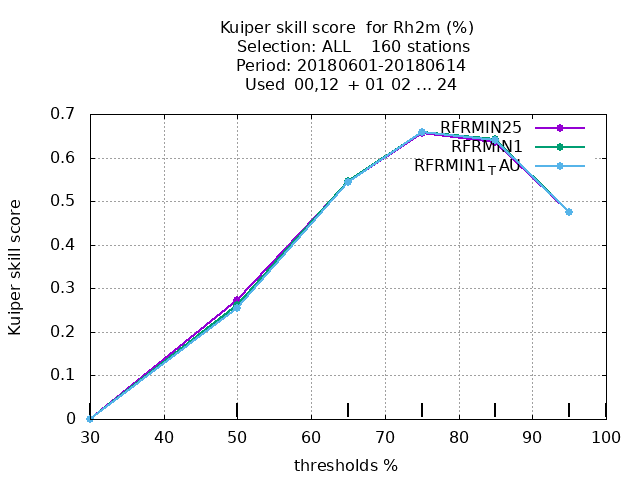 Kuiper skill score  for Rh2m (%)
Selection: ALL    160 stations
Period: 20180601-20180614
Used  00,12  + 01 02 ... 24
0.7
0.6
0.5
0.4
0.3
0.2
0.1
0
Kuiper skill score
RFRMIN25
RFRMIN1
RFRMIN1TAU
30 40 50 60 70 80 90 100
thresholds %